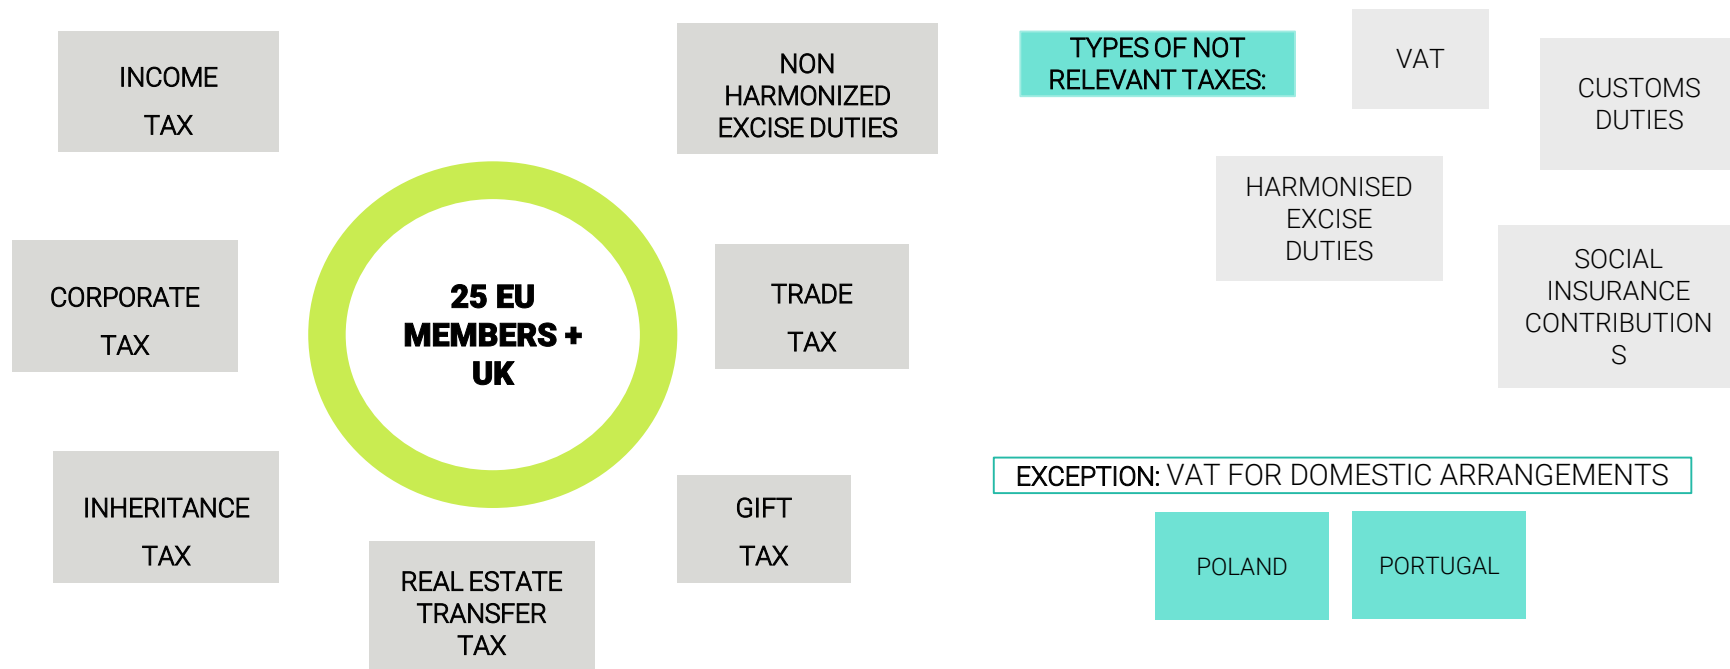 INCOME
TAX
NON
HARMONIZED
EXCISE DUTIES
CORPORATE
TAX
25 EU
MEMBERS +
UK
TRADE
TAX
INHERITANCE
TAX
REAL ESTATE
TRANSFER
TAX
GIFT
TAX
TYPES OF NOT
RELEVANT TAXES:
VAT
CUSTOMS
DUTIES
HARMONISED
EXCISE
DUTIES
SOCIAL
INSURANCE
CONTRIBUTION
S
EXCEPTION: VAT FOR DOMESTIC ARRANGEMENTS
POLAND
PORTUGAL